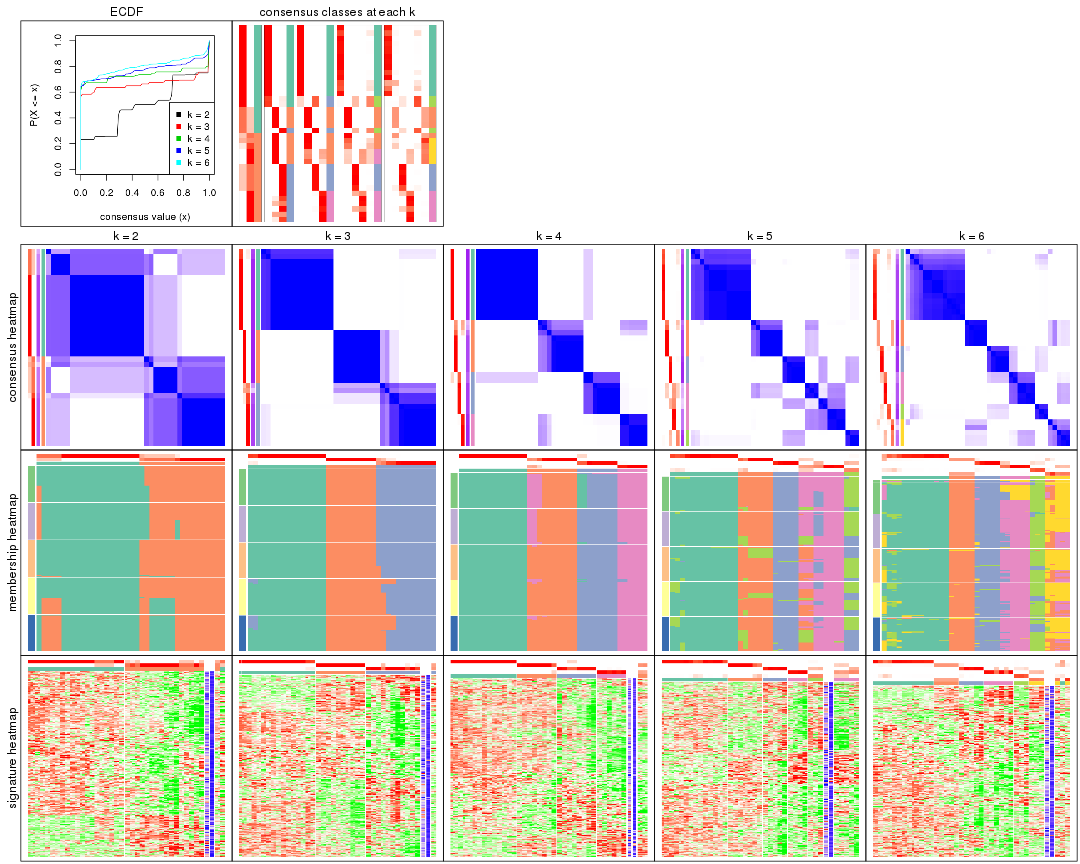 ECDF
consensus classes at each k
P(X <= x)
1.0
0.8
0.6
0.4
0.2
0.0
k = 2
k = 3
k = 4
k = 5
k = 6
0.0 0.2 0.4 0.6 0.8 1.0
consensus value (x)
k = 2
k = 3
k = 4
k = 5
k = 6
consensus heatmap
membership heatmap
signature heatmap